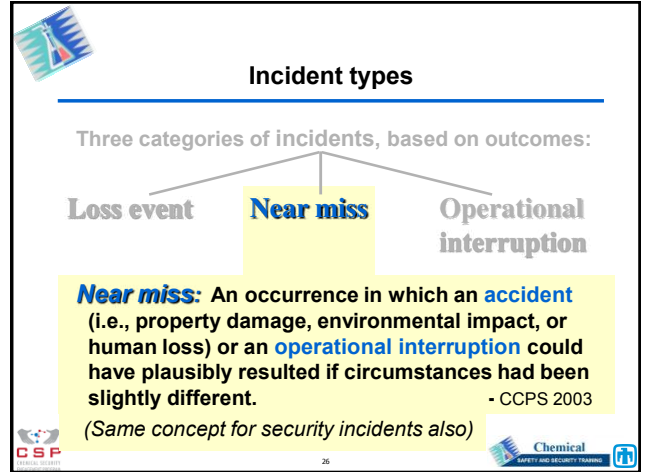 Incident types
Three categories of incidents, based on outcomes:
Loss event Near miss Operational
interruption
Near miss: An occurrence in which an accident
(i.e., property damage, environmental impact, or
human loss) or an operational interruption could
have plausibly resulted if circumstances had been
slightly different. - CCPS 2003
(Same concept for security incidents also)
CSP
26
Chemical
SAFETY AND SECURITY TRAINING